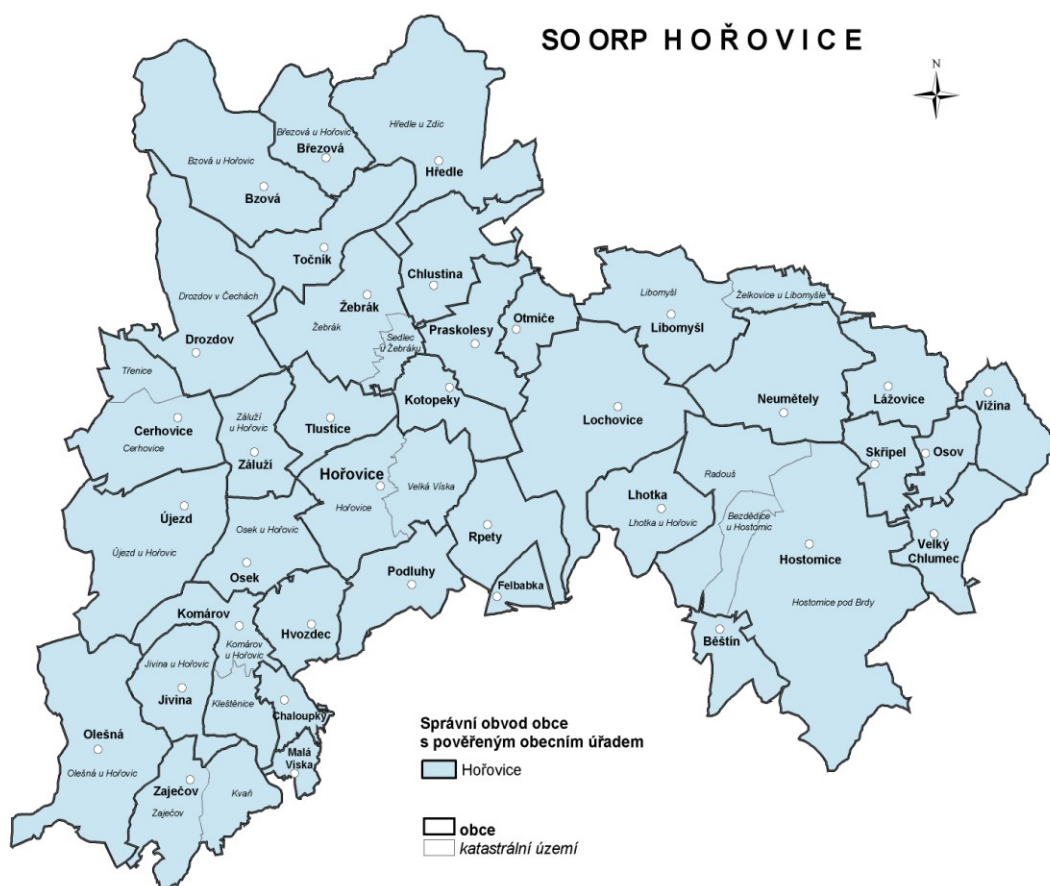 SO ORP HOŘOVICE
N
Hředle u Zdic
Březová u Hořovic
Březová
Bzová u Hořovic
Hředle
Bzová
Točník
Chlustina
Drozdov v Čechách
Žebrák
Žebrák
Libomyšl
Želkovice u Libomyšle
Otmíče
Libomyšl
Praskolesy
Sedlec
u Žebráku
Drozdov
Třenice
Kotopeky
Lochovice
Neumětely
Lážovice
Vižina
Záluží
u Hořovic
Cerhovice
Tlustice
Cerhovice
Záluží
Skřipel
Osov
Hořovice
Velká Víska
Hořovice
Radouš
Lhotka
Újezd
Osek u Hořovic
Rpety
Lhotka u Hořovic
Bezdědice
u Hostomic
Újezd u Hořovic
Hostomice
Velký
Chlumec
Osek
Podluhy
Felbabka
Hostomice pod Brdy
Komárov
Hvozdec
Komárov
u Hořovic
Běštín
Jivina u Hořovic
Jivina
Kleštěnice
Chaloupky
Olešná
Malá
Víska
Olešná u Hořovic
Zaječov
Kvaň
Zaječov
Správní obvod obce
s pověřeným obecním úřadem
Hořovice
obce
katastrální území